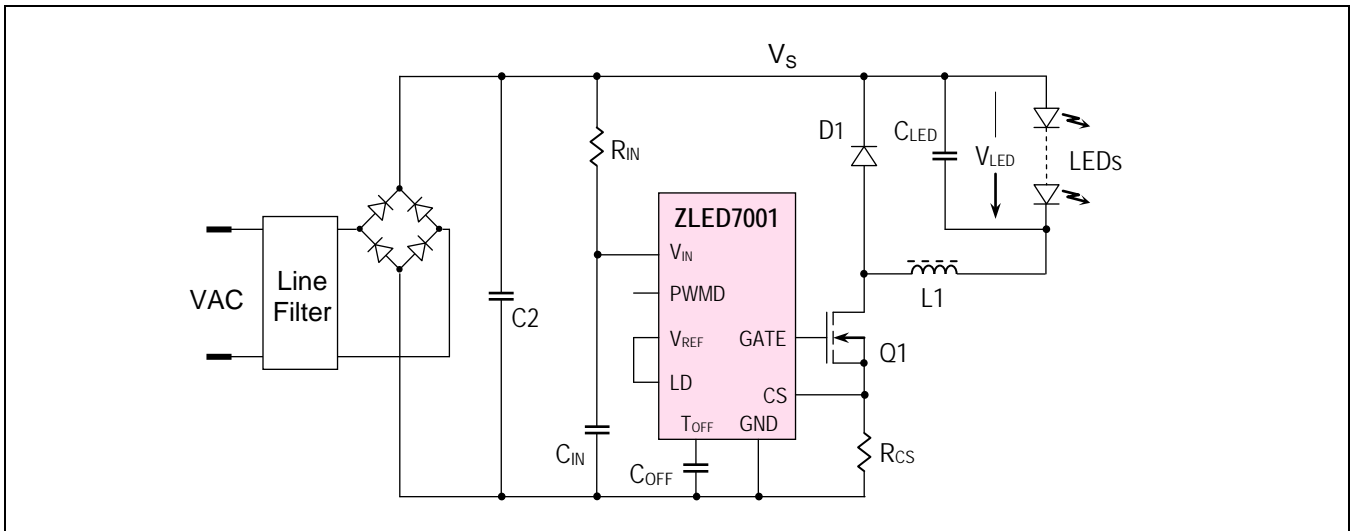 VS
D1
CLED
VLED
LEDs
RIN
ZLED7001
VIN
PWMD
VREF
LD
GATE
CS
TOFF
GND
L1
Q1
VAC
Line
Filter
C2
CIN
COFF
RCS